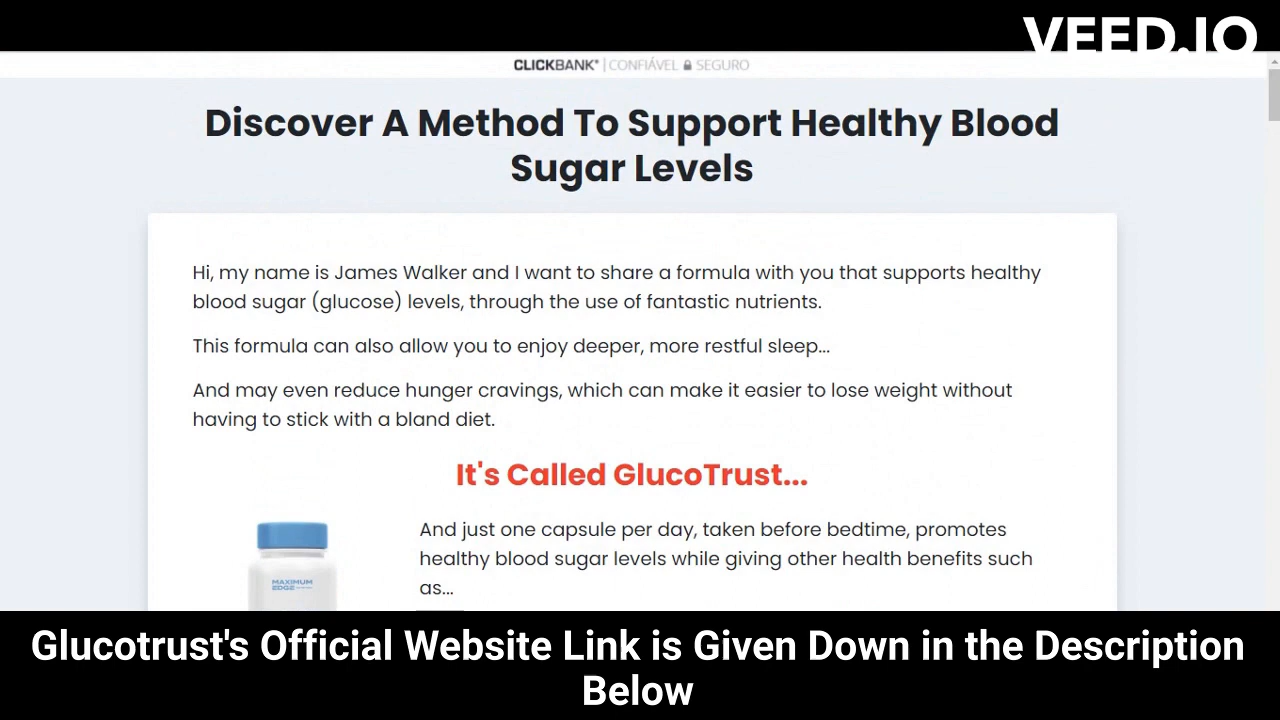 VEED.IO
CLICKBANK® | CONFIÁVEL SEGURO
Discover A Method To Support Healthy Blood
Sugar Levels
Hi, my name is James Walker and I want to share a formula with you that supports healthy
blood sugar (glucose) levels, through the use of fantastic nutrients.
This formula can also allow you to enjoy deeper, more restful sleep...
And may even reduce hunger cravings, which can make it easier to lose weight without
having to stick with a bland diet.
It's Called GlucoTrust...
And just one capsule per day, taken before bedtime, promotes
healthy blood sugar levels while giving other health benefits such
as...
MAXIMUM
EDGE
Glucotrust's Official Website Link is Given Down in the Description
Below